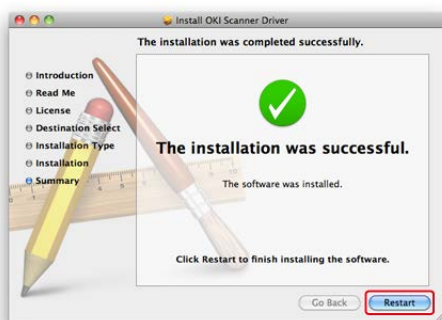 Install OKI Scanner Driver
The installation was completed successfully.
Introduction
Read Me
License
Destination Select
Installation Type
Installation
Summary
The installation was successful.
The software was installed.
Click Restart to finish installing the software.
Go Back
Restart